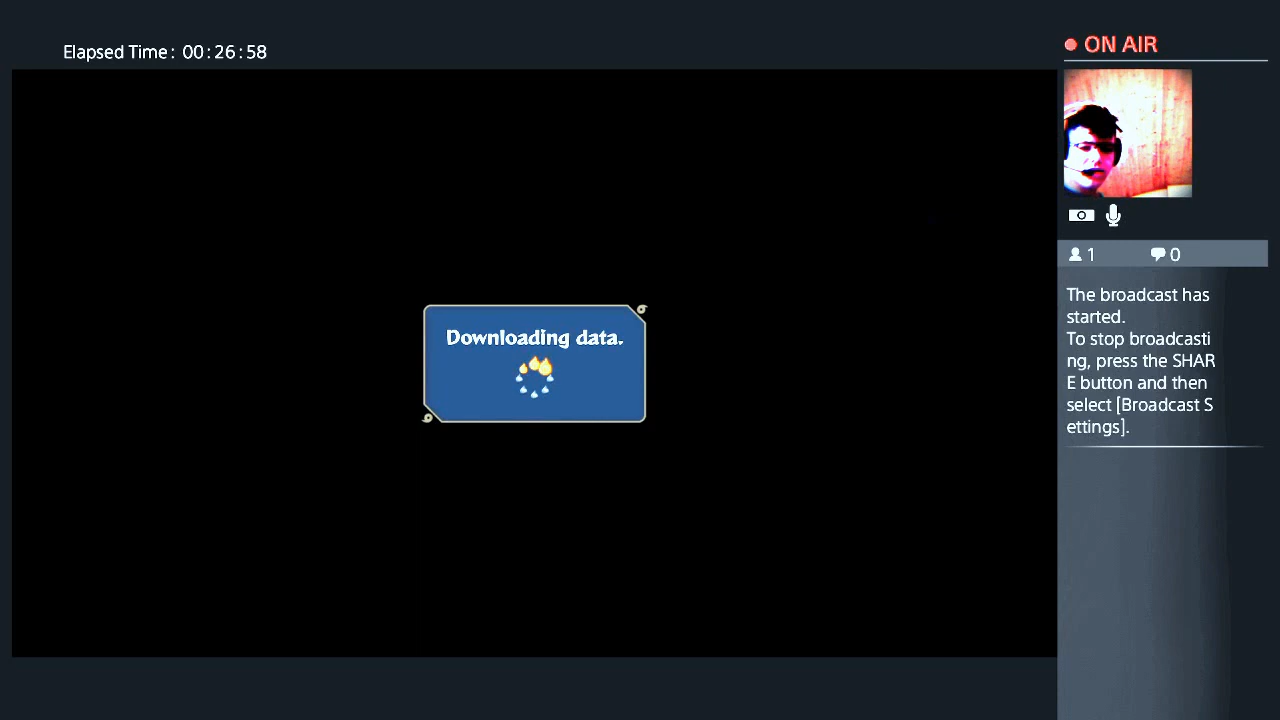 Elapsed Time: 00:26:58
ON AIR
1 0
Downloading data.
The broadcast has
started.
To stop broadcasti
ng, press the SHAR
E button and then
select [Broadcast S
ettings].